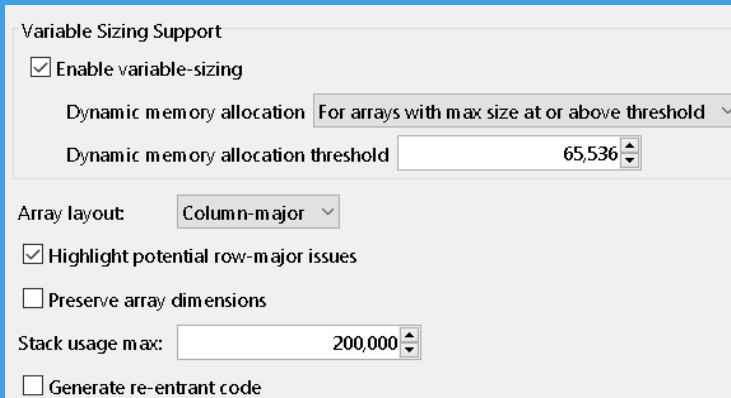 Variable Sizing Support
Enable variable-sizing
Dynamic memory allocation For arrays with max size at or above threshold
Dynamic memory allocation threshold 65,536
Array layout: Column-major
Highlight potential row-major issues
Preserve array dimensions
Stack usage max: 200,000
Generate re-entrant code